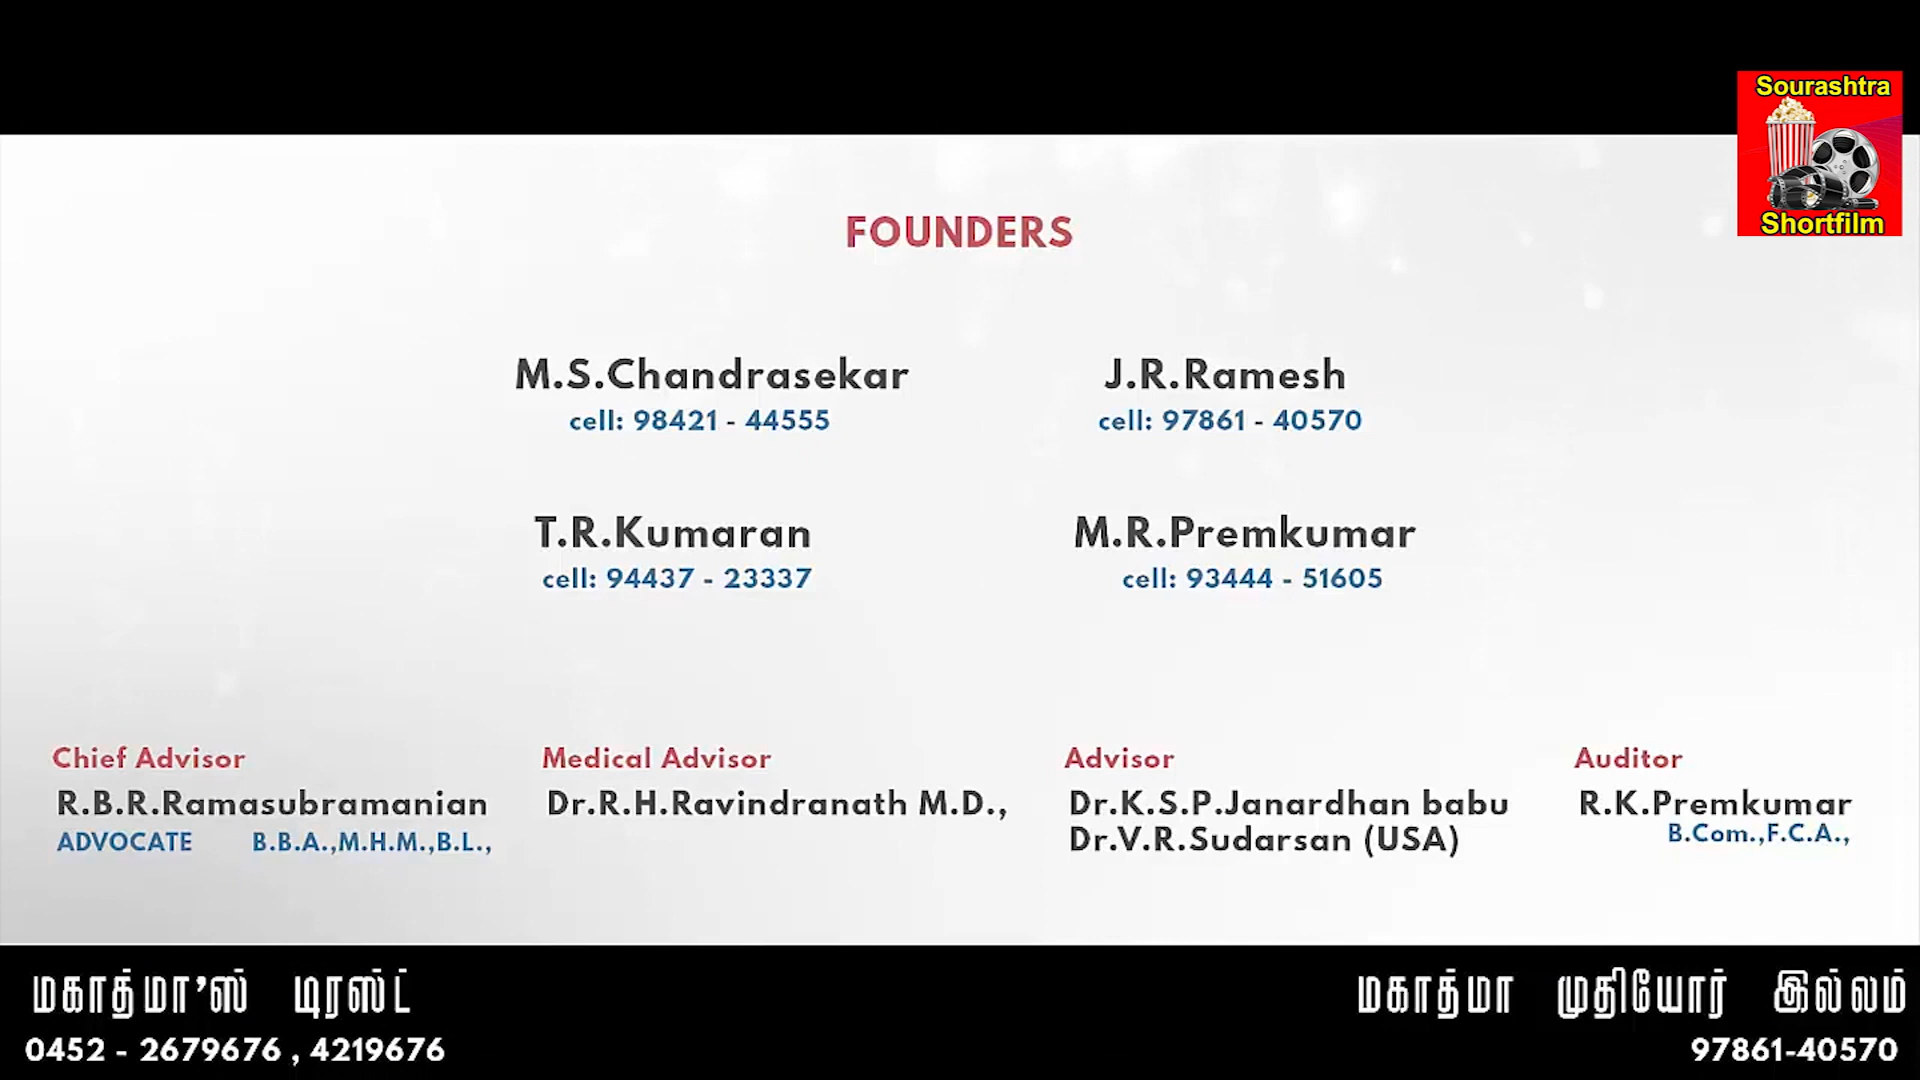 Sourashtra
Shortfilm
FOUNDERS
M.S.Chandrasekar
cell: 98421 - 44555
J.R.Ramesh
cell: 97861 - 40570
T.R.Kumaran
cell: 94437 - 23337
M.R.Premkumar
cell: 93444 - 51605
Chief Advisor
R.B.R.Ramasubramanian
ADVOCATE B.B.A.,M.H.M.,B.L.,
Medical Advisor
Dr.R.H.Ravindranath M.D.,
Advisor
Dr.K.S.P.Janardhan babu
Dr.V.R.Sudarsan (USA)
Auditor
R.K.Premkumar
B.Com.,F.C.A.,
மகாத்மா’ஸ் டிரஸ்ட்
0452 - 2679676 , 4219676
மகாத்மா முதியோர் இல்லம்
97861-40570